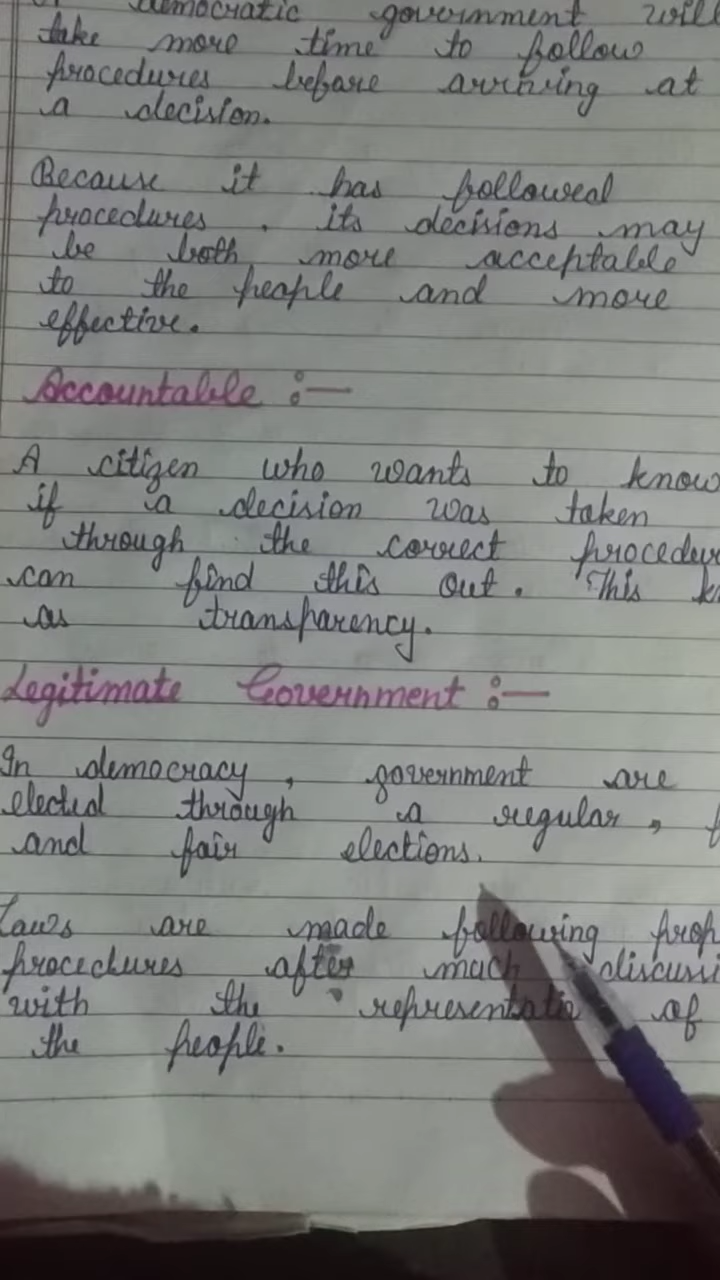 democratic government will
take more time to follow
procedures before arriving at
a decision.
Because it has followed
procedures. its decisions may
be both more acceptable
to the people and more
effective.
Accountable :—
A citizen who wants to know
if a decision was taken
through the correct
can find this out. This
as transparency.
Legitimate Government :—
In democracy, government are
elected through a regular,
and fair elections.
Laws are made following
procedures after much
with the of
the people.